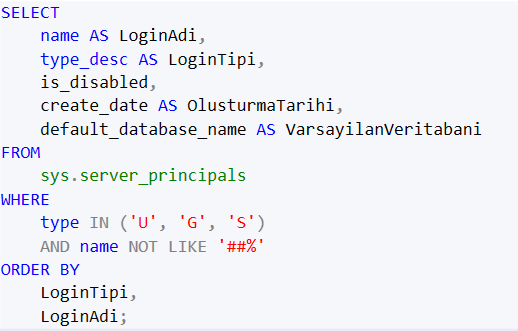 SELECT
    name AS LoginAdi,
    type_desc AS LoginTipi,
    is_disabled,
    create_date AS OlusturmaTarihi,
    default_database_name AS VarsayilanVeritabani
FROM
    sys.server_principals
WHERE
    type IN ('U', 'G', 'S')
    AND name NOT LIKE '##%'
ORDER BY
    LoginTipi,
    LoginAdi;